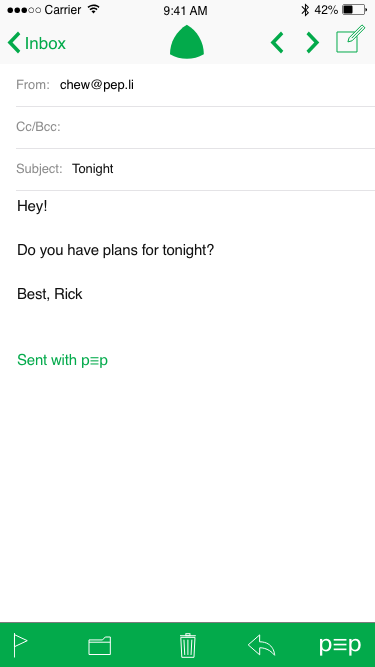 Carrier 9:41 AM 42%
Inbox
From: chew@pep.li
Cc/Bcc:
Subject: Tonight
Hey!
Do you have plans for tonight?
Best, Rick
Sent with p≡p
p≡p